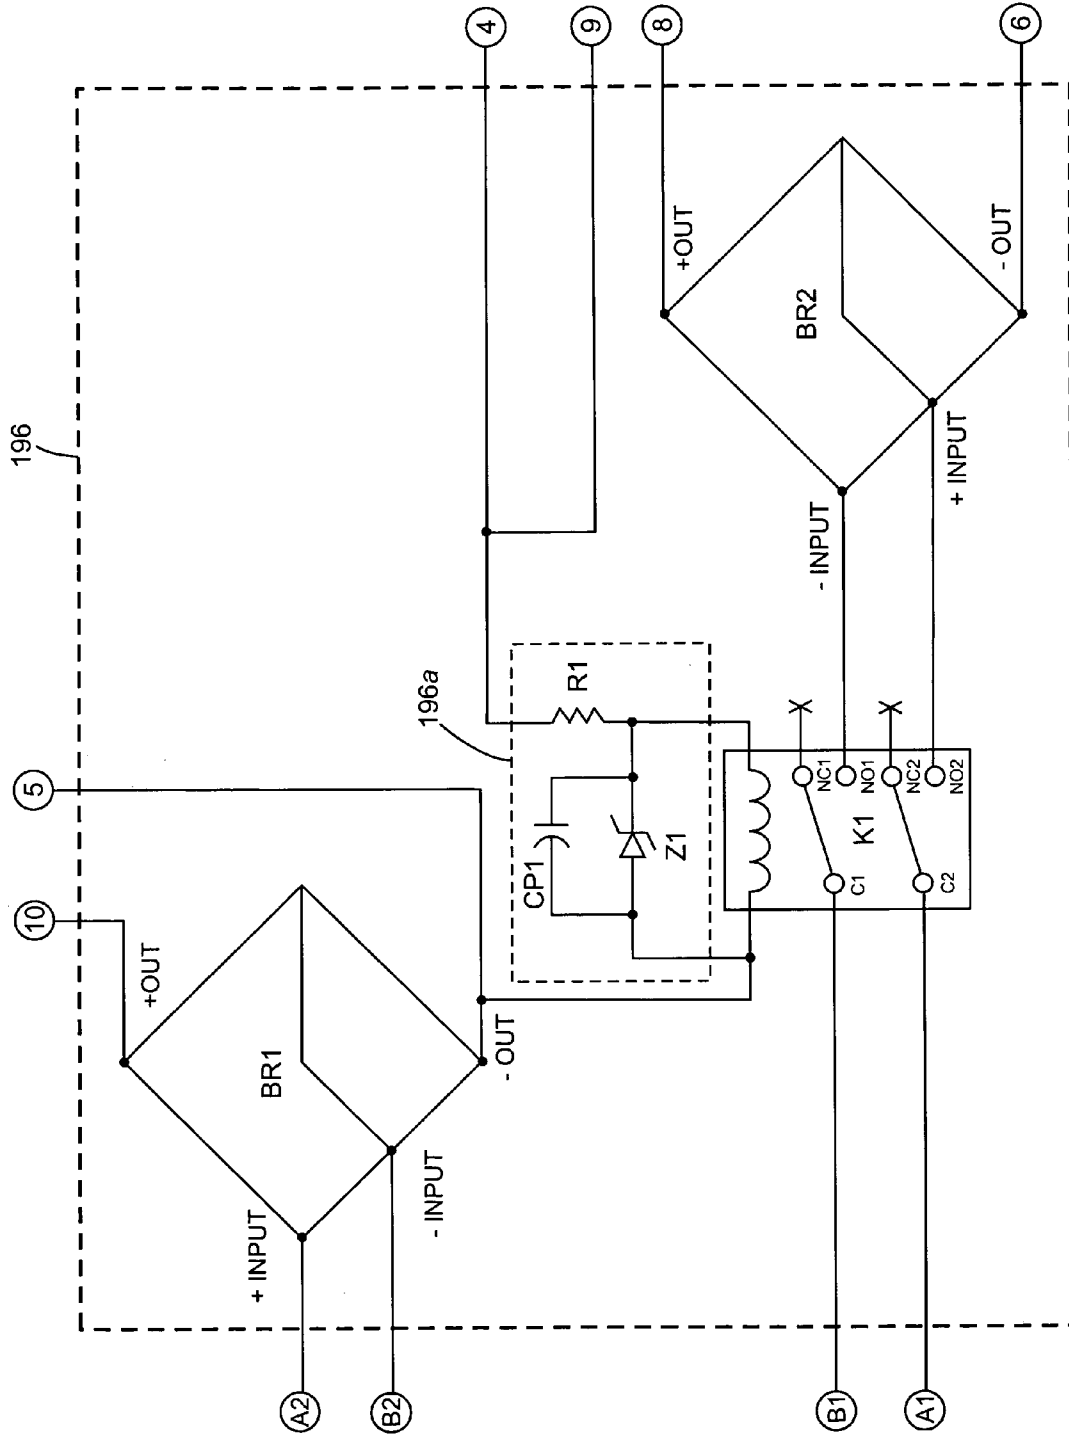 196
4
9
8
6
5
10
+OUT
BR1
+ INPUT
- INPUT
- OUT
A2
B2
196a
R1
CP1
Z1
K1
NC1
NO1
NC2
NO2
C1
C2
B1
A1
- INPUT
+ INPUT
BR2
+OUT
- OUT